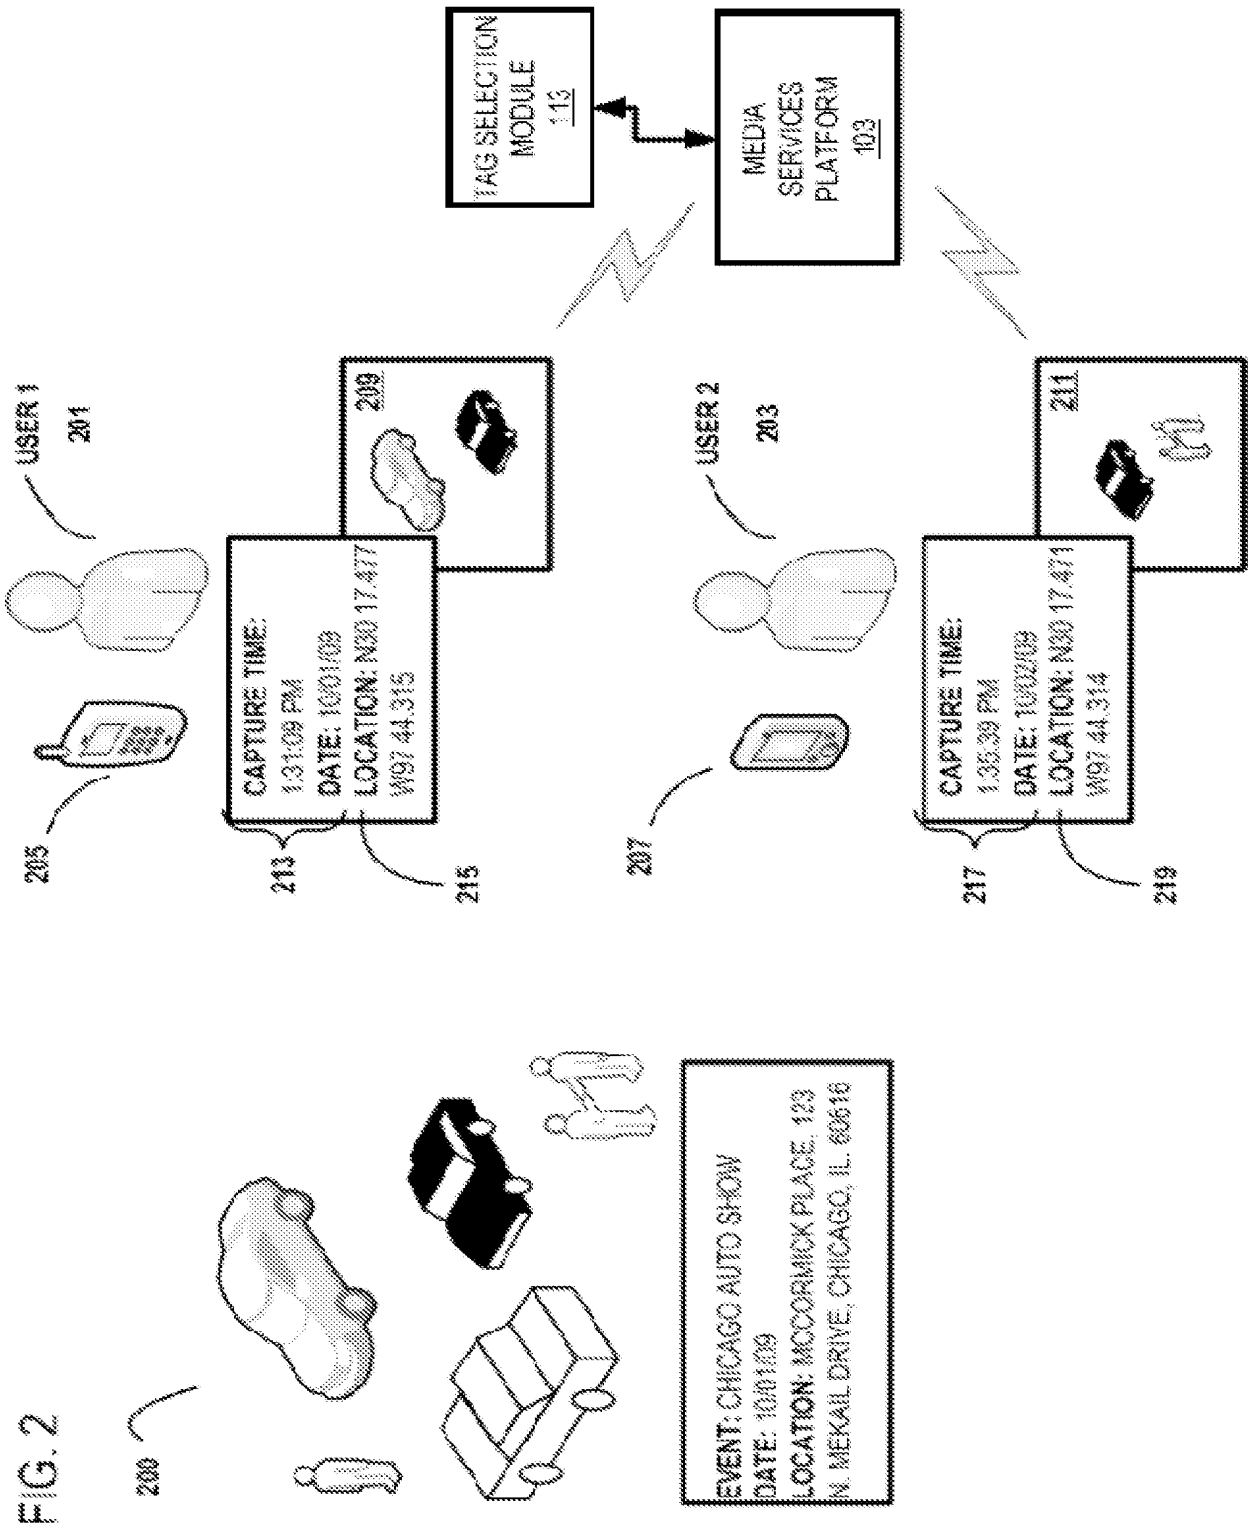 FIG. 2
200
EVENT: CHICAGO AUTO SHOW
DATE: 10/01/09
LOCATION: MCCORMICK PLACE, 123
N. MEKAIL DRIVE, CHICAGO, IL. 60616
205
USER 1
201
213
CAPTURE TIME:
1:31:09 PM
DATE: 10/01/09
LOCATION: N30 17.477
W97 44.315
215
209
207
USER 2
203
217
CAPTURE TIME:
1:35:39 PM
DATE: 10/02/09
LOCATION: N30 17.471
W97 44.314
219
211
TAG SELECTION
MODULE
113
MEDIA
SERVICES
PLATFORM
103